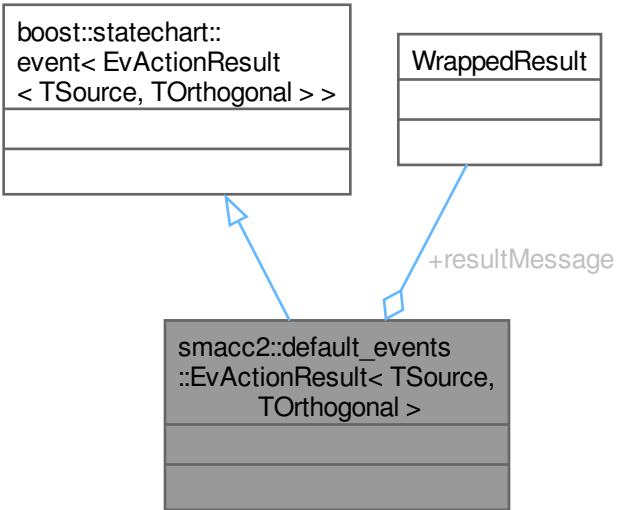 boost::statechart::
event< EvActionResult
< TSource, TOrthogonal > >
WrappedResult
+resultMessage
smacc2::default_events
::EvActionResult< TSource,
TOrthogonal >